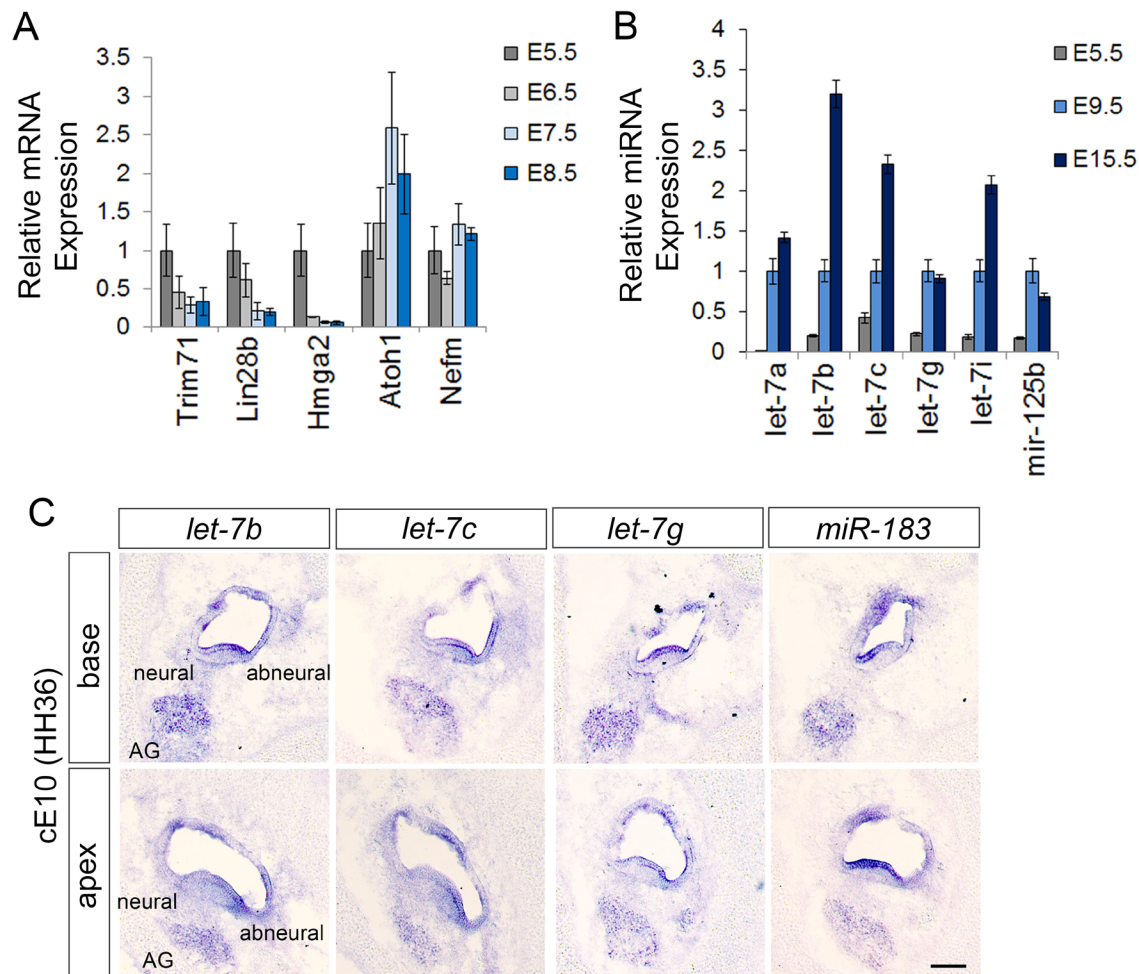 A
Relative mRNA
Expression
3.5
3
2.5
2
1.5
1
0.5
0
Trim71
Lin28b
Hmga2
Atoh1
Nefm
E5.5
E6.5
E7.5
E8.5
B
Relative miRNA
Expression
4
3.5
3
2.5
2
1.5
1
0.5
0
let-7a
let-7b
let-7c
let-7g
let-7i
mir-125b
E5.5
E9.5
E15.5
C
let-7b
let-7c
let-7g
miR-183
cE10 (HH36)
base
neural
abneural
AG
apex
neural
abneural
AG